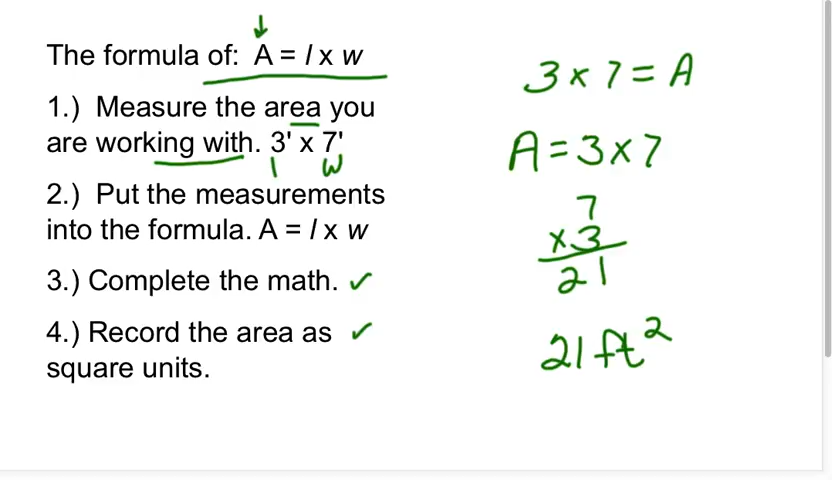 The formula of: A = l x w
1.) Measure the area you
are working with. 3' x 7'
l w
2.) Put the measurements
into the formula. A = l x w
3.) Complete the math. ✓
4.) Record the area as ✓
square units.
3 x 7 = A
A = 3 x 7
7
x 3
21
21 ft²